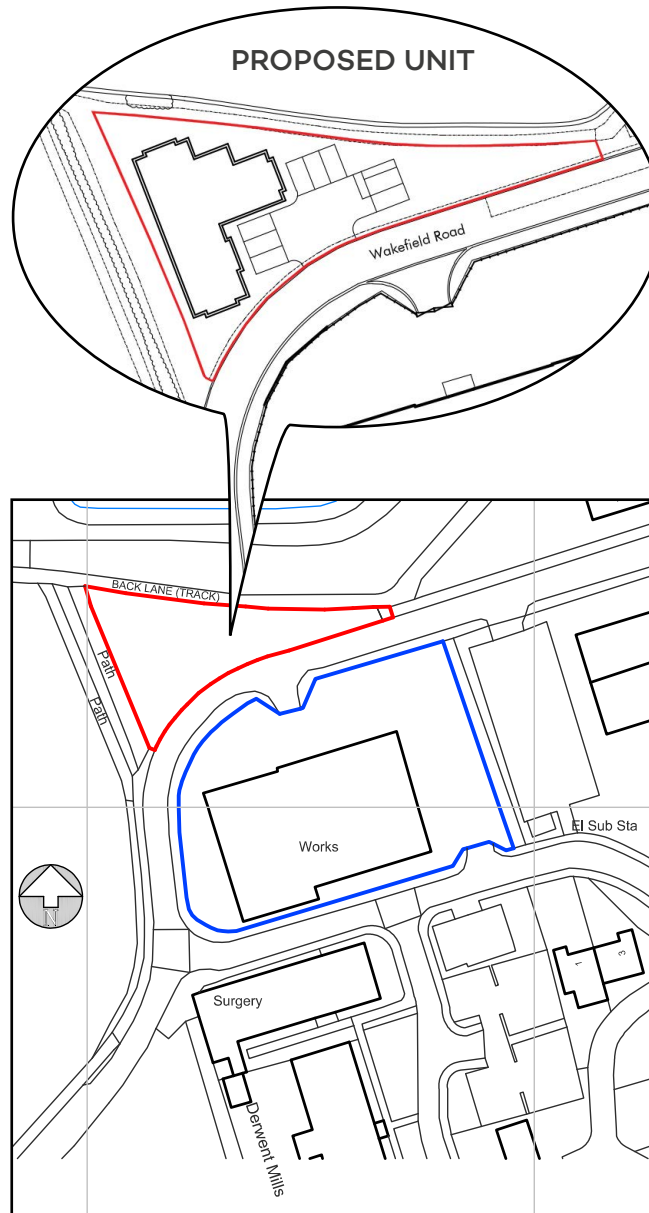 PROPOSED UNIT
Wakefield Road
BACK LANE (TRACK)
Path
Path
Works
El Sub Sta
N
1
3
Surgery
Derwent Mills